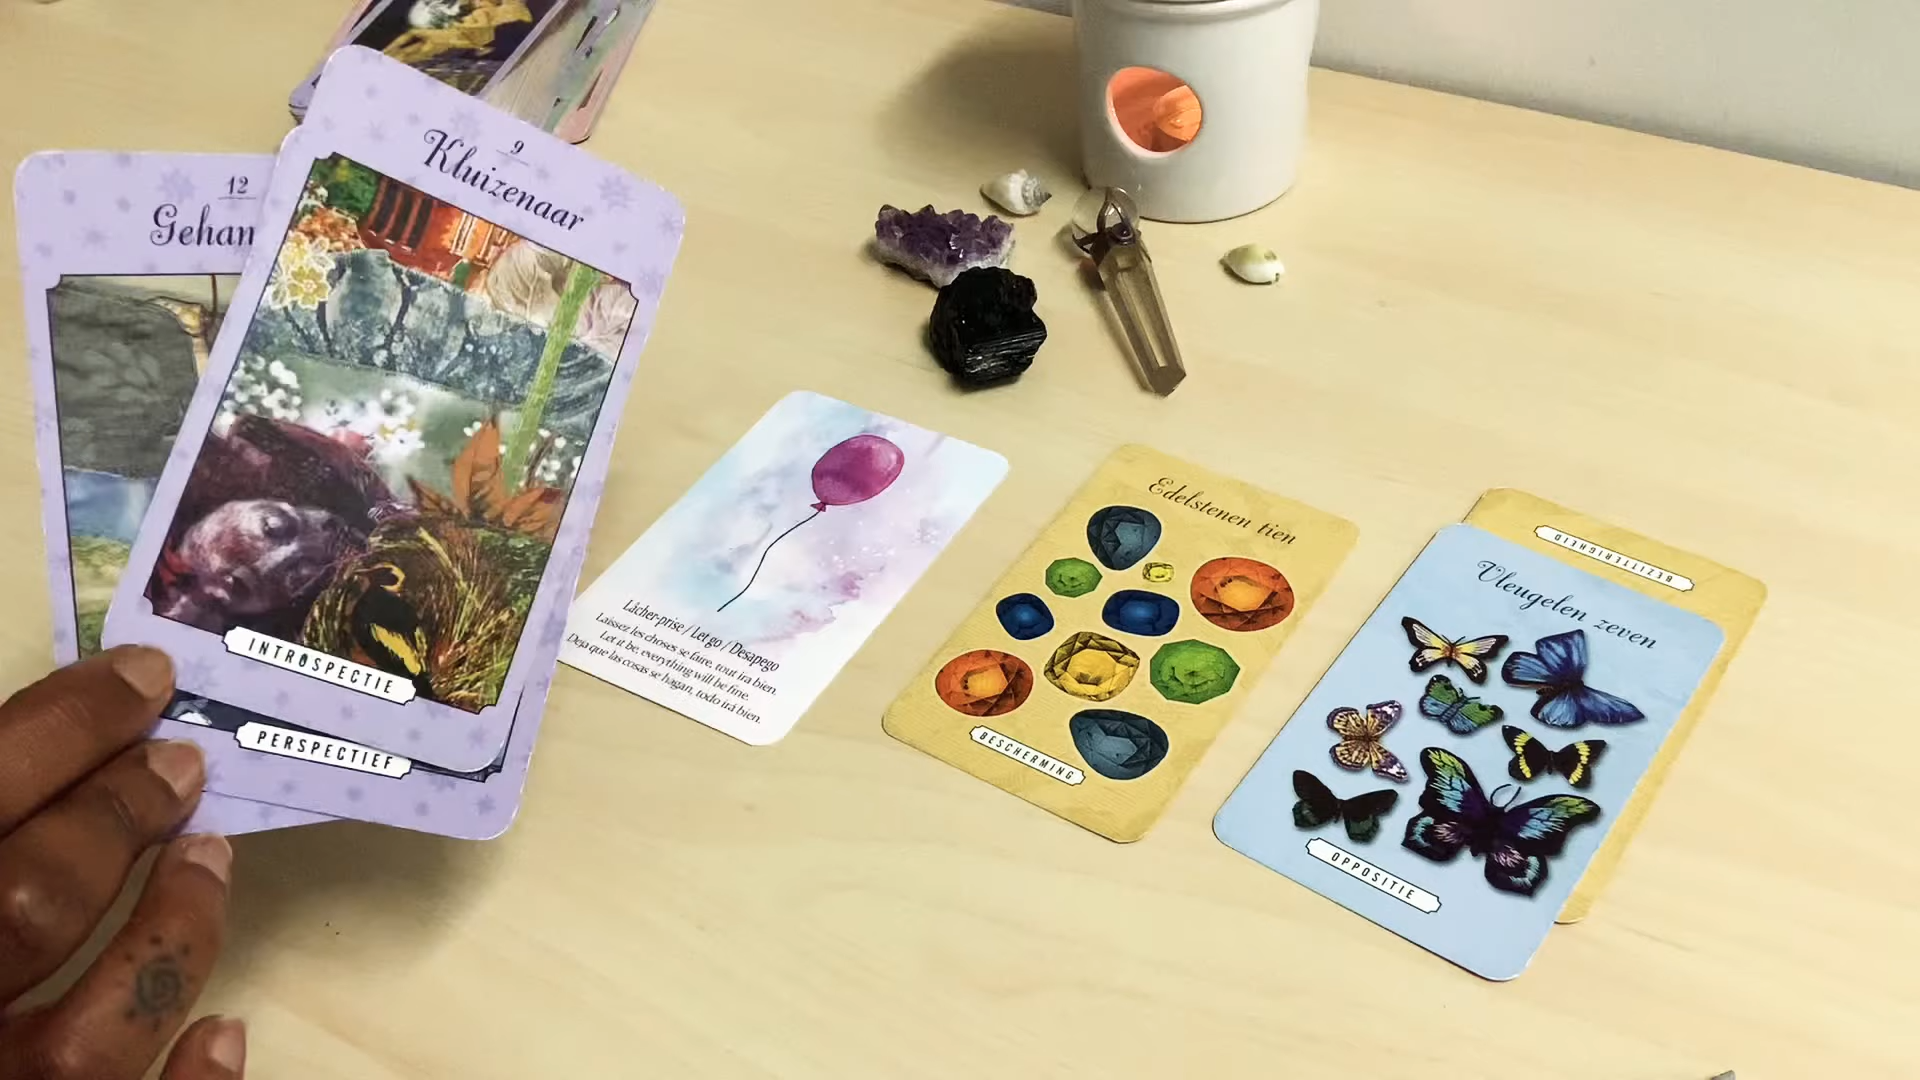 12
Gehan
PERSPECTIEF
9
Kluizenaar
INTROSPECTIE
Lâcher-prise / Let go / Desapego
Laissez les choses se faire, tout ira bien.
Let it be, everything will be fine.
Deja que las cosas se hagan, todo irá bien.
Edelstenen tien
BESCHERMING
BEZITTERIGHEID
Vleugelen zeven
OPPOSITIE